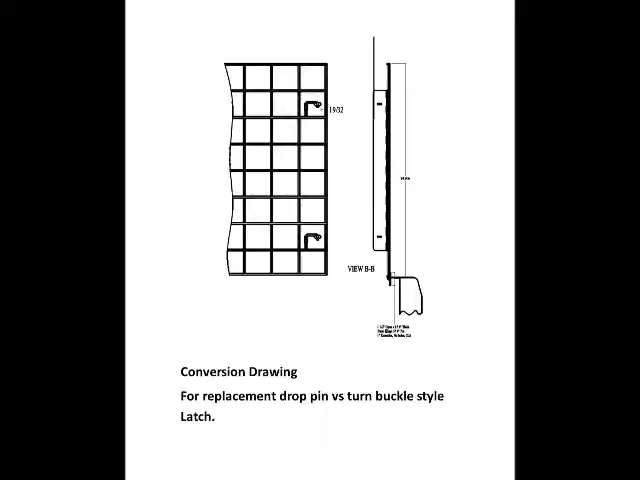 19/32
VIEW B-B
Conversion Drawing
For replacement drop pin vs turn buckle style
Latch.